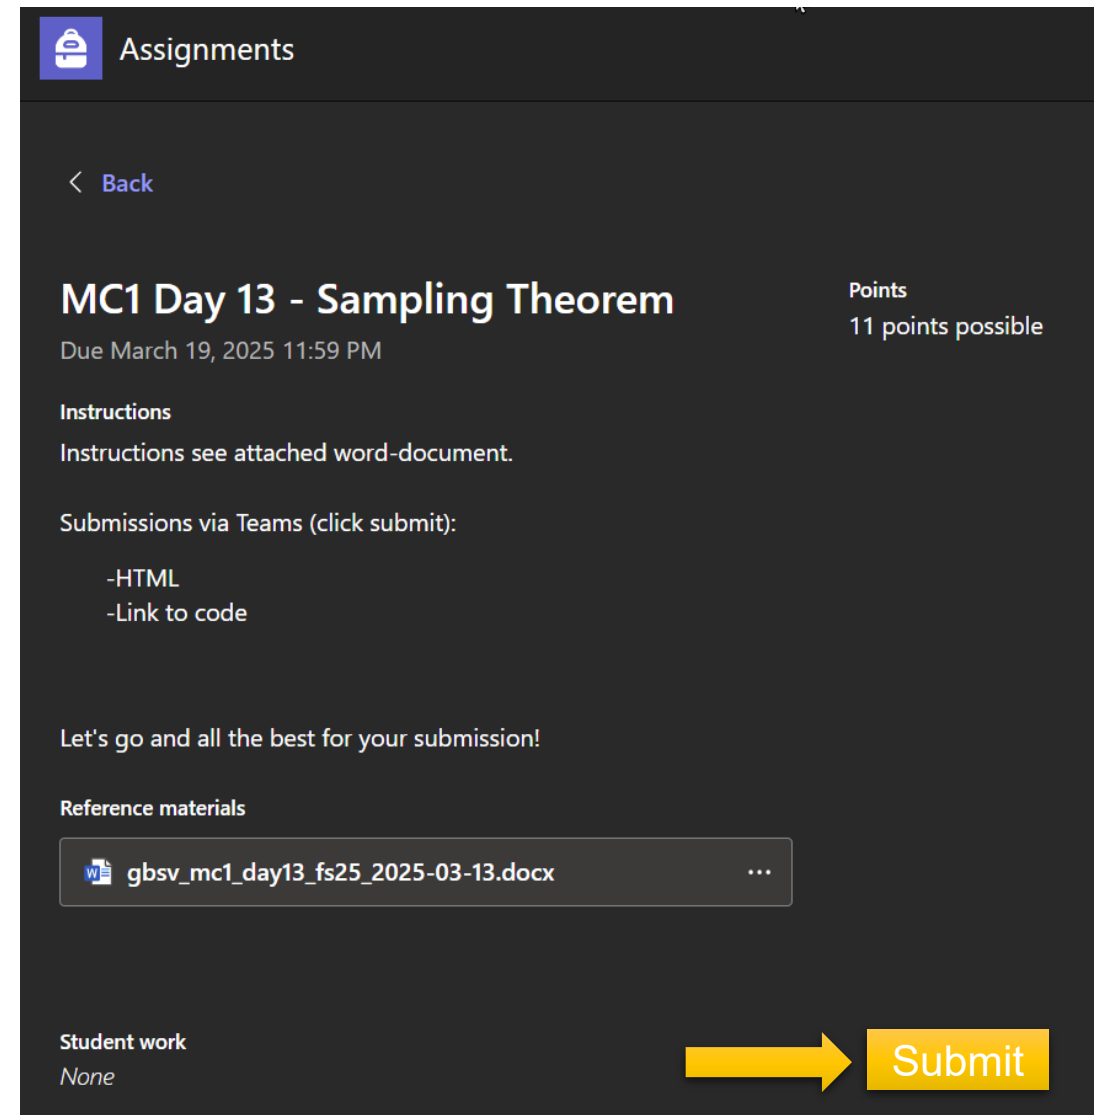 Assignments
Back
MC1 Day 13 - Sampling Theorem
Points
11 points possible
Due March 19, 2025 11:59 PM
Instructions
Instructions see attached word-document.
Submissions via Teams (click submit):
-HTML
-Link to code
Let's go and all the best for your submission!
Reference materials
gbsv_mc1_day13_fs25_2025-03-13.docx
Student work
None
Submit